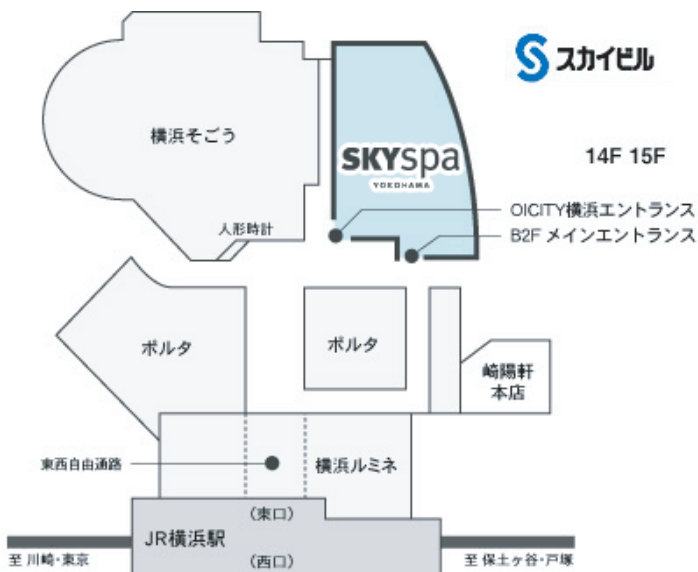 スカイビル
横浜そごう
SKYspa
YOKOHAMA
14F 15F
OICITY横浜エントランス
人形時計
B2F メインエントランス
ポルタ
ポルタ
崎陽軒
本店
東西自由通路
横浜ルミネ
(東口)
JR横浜駅
至 川崎・東京
(西口)
至 保土ヶ谷・戸塚